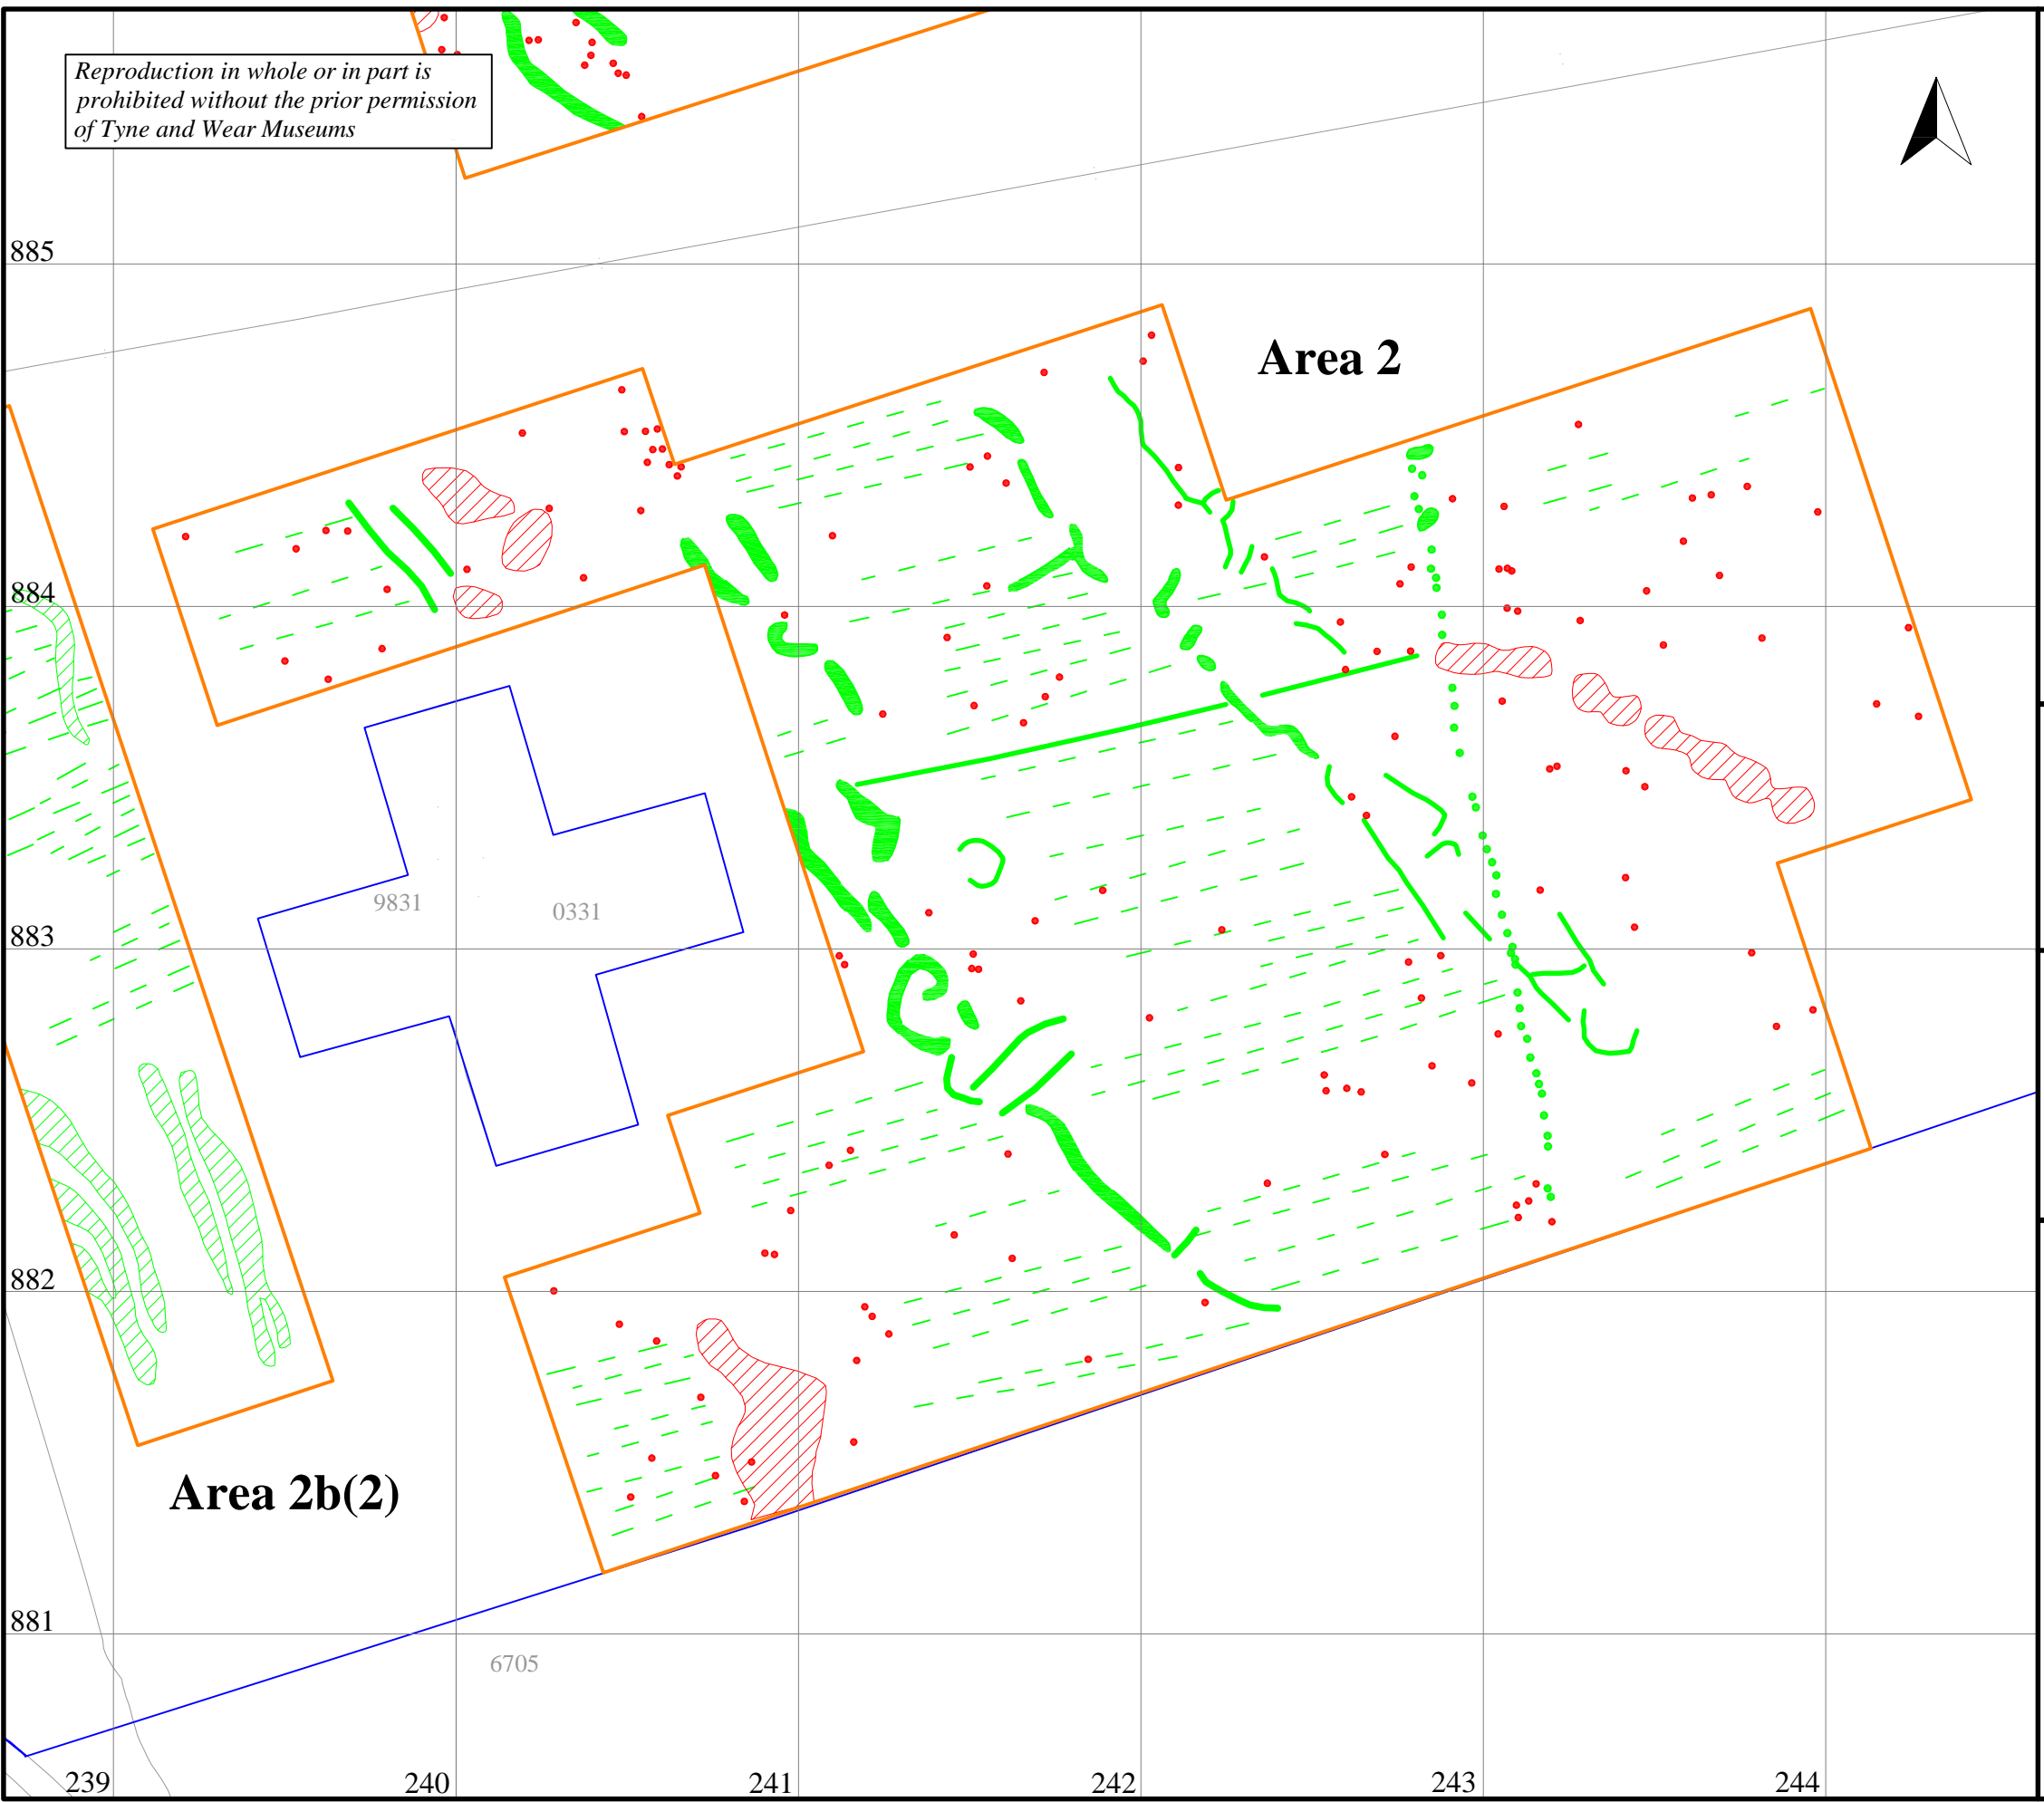 Reproduction in whole or in part is
prohibited without the prior permission
of Tyne and Wear Museums
885
Area 2
884
9831
0331
883
882
Area 2b(2)
881
6705
239
240
241
242
243
244